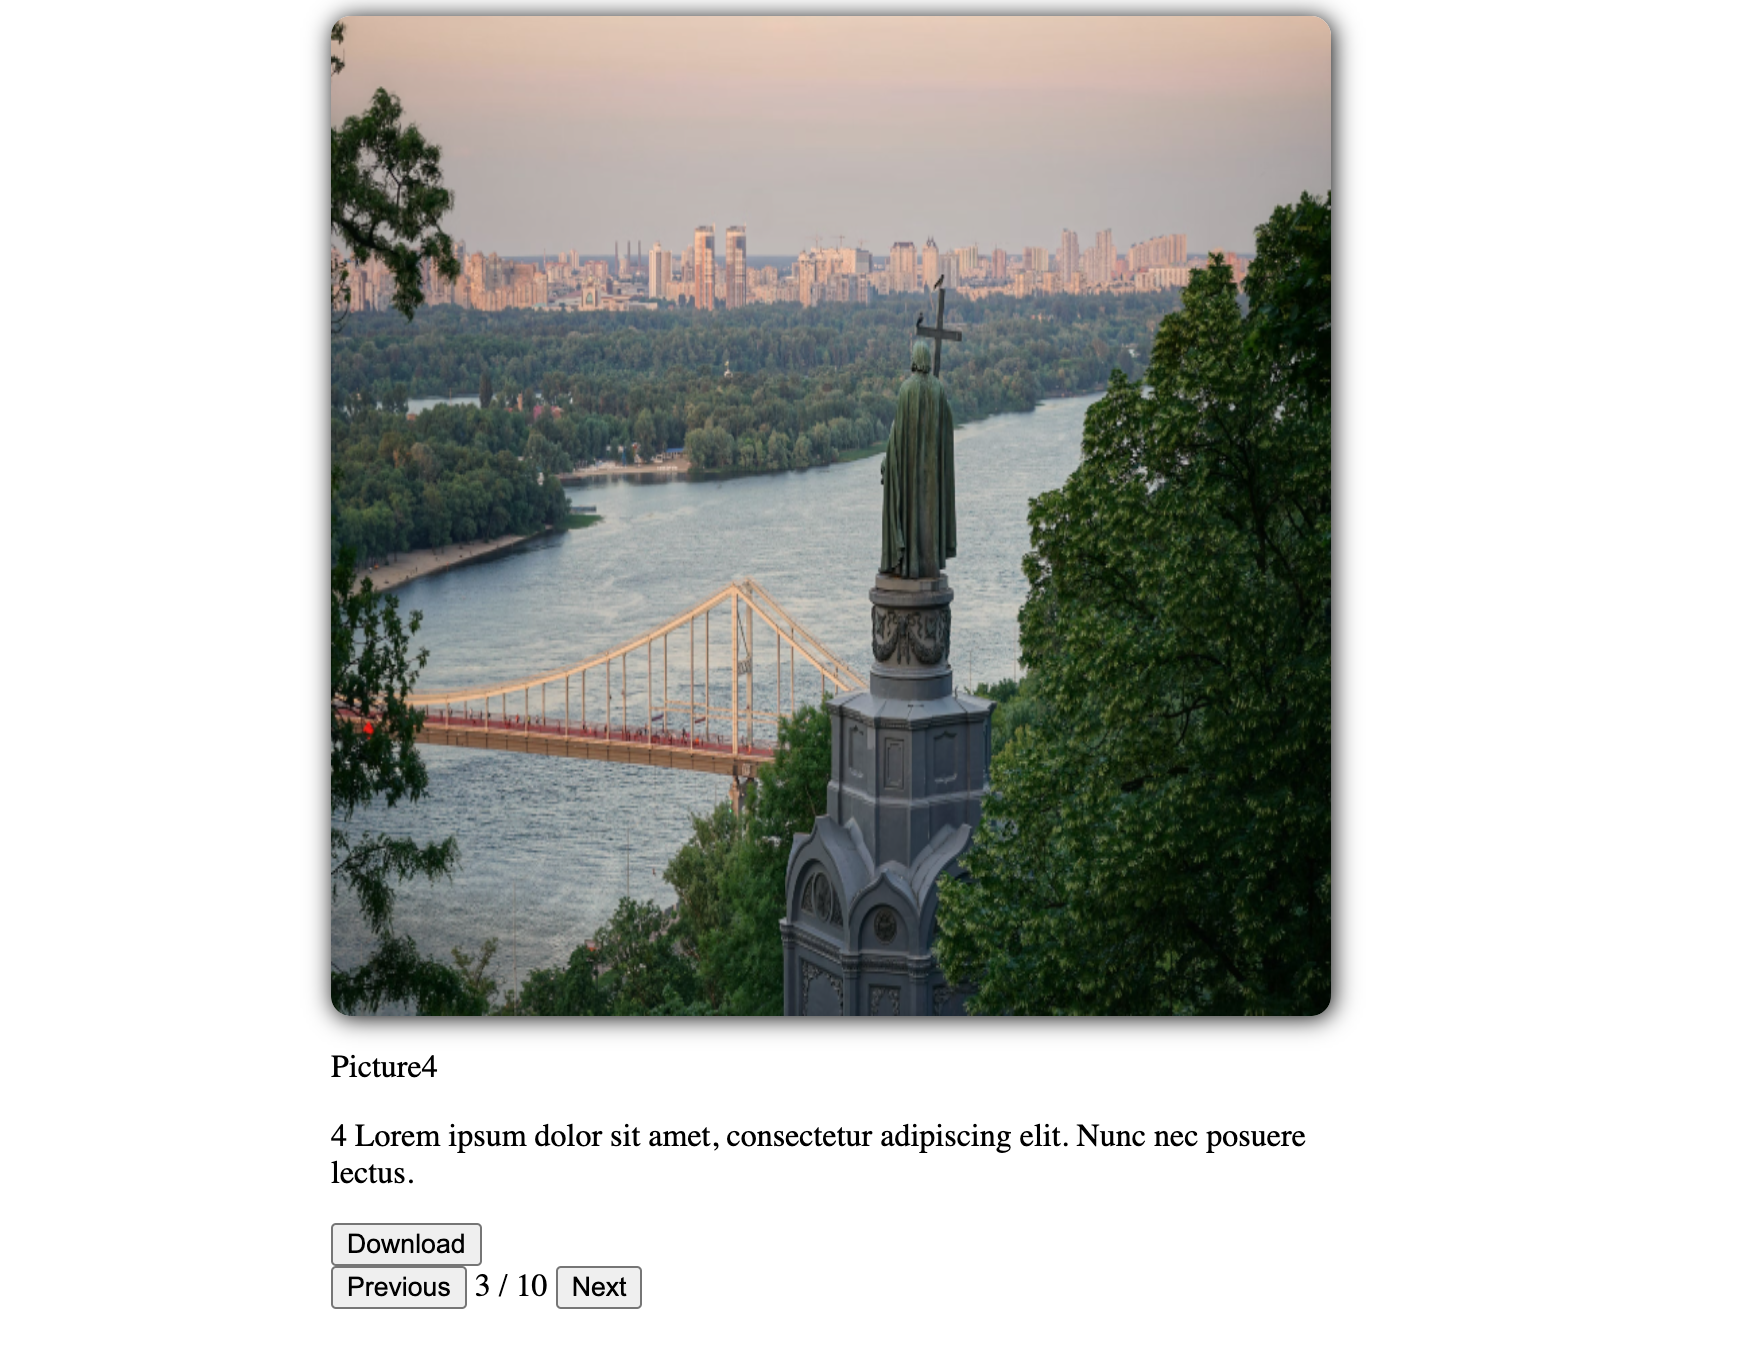 Picture4
4 Lorem ipsum dolor sit amet, consectetur adipiscing elit. Nunc nec posuere
lectus.
Download
Previous 3 / 10 Next